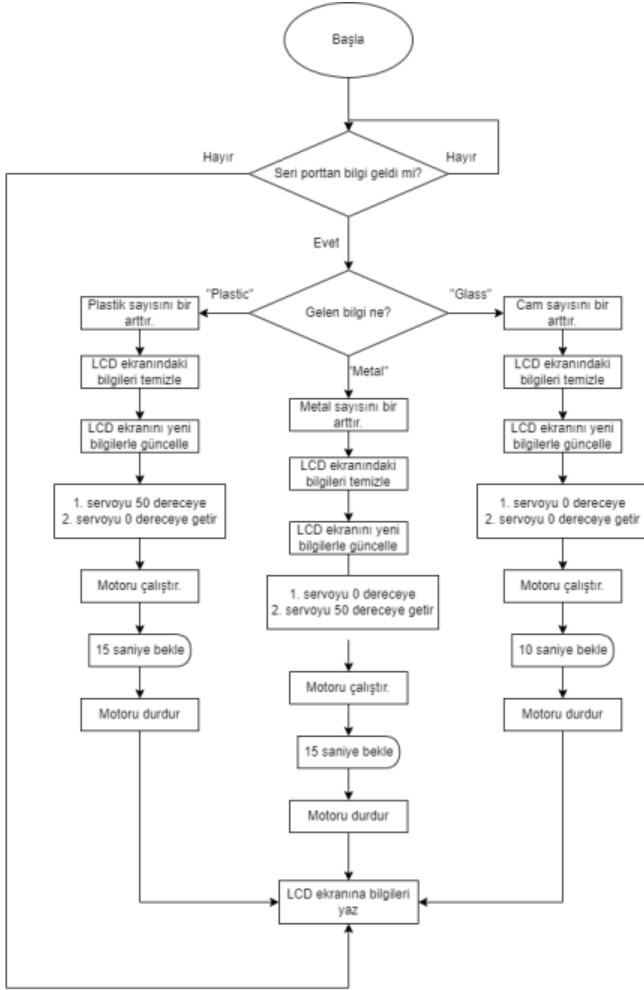 Başla
Hayır
Seri porttan bilgi geldi mi?
Hayır
Evet
"Plastic"
Gelen bilgi ne?
"Glass"
"Metal"
Plastik sayısını bir
arttır.
LCD ekranındaki
bilgileri temizle
LCD ekranını yeni
bilgilerle güncelle
1. servoyu 50 dereceye
2. servoyu 0 dereceye getir
Motoru çalıştır.
15 saniye bekle
Motoru durdur
Metal sayısını bir
arttır.
LCD ekranındaki
bilgileri temizle
LCD ekranını yeni
bilgilerle güncelle
1. servoyu 0 dereceye
2. servoyu 50 dereceye getir
Motoru çalıştır.
15 saniye bekle
Motoru durdur
Cam sayısını bir
arttır.
LCD ekranındaki
bilgileri temizle
LCD ekranını yeni
bilgilerle güncelle
1. servoyu 0 dereceye
2. servoyu 0 dereceye getir
Motoru çalıştır.
10 saniye bekle
Motoru durdur
LCD ekranına bilgileri
yaz